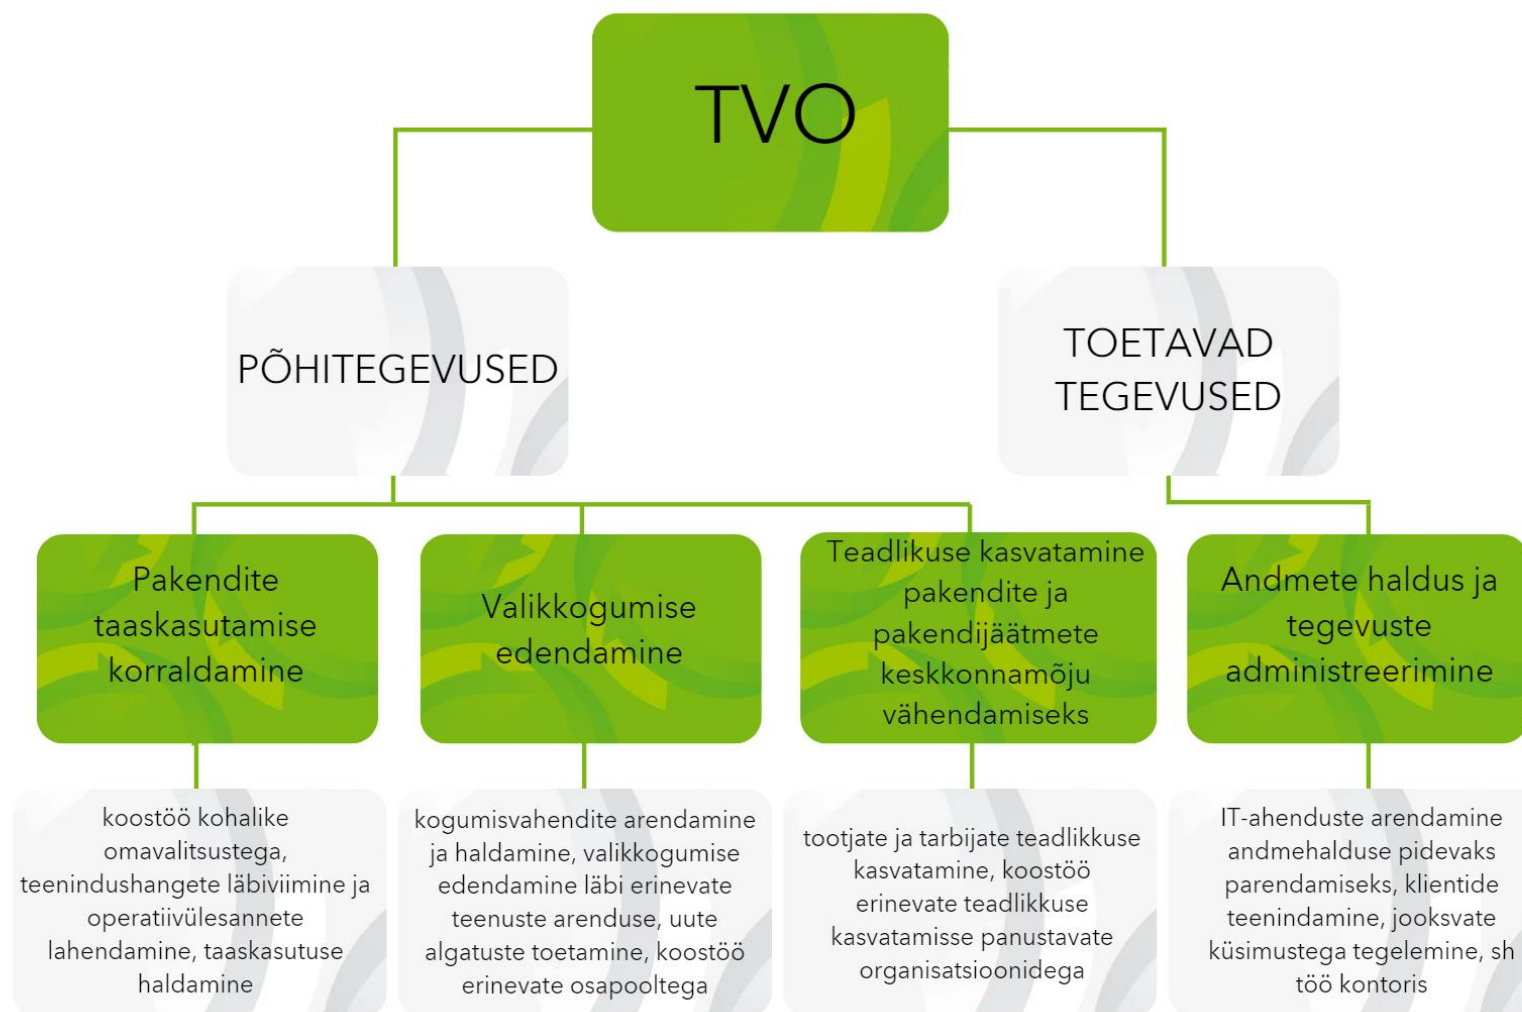 TVO
PÕHITEGEVUSED
TOETAVAD
TEGEVUSED
Pakendite
taaskasutamise
korraldamine
Valikkogumise
edendamine
Teadlikuse kasvatamine
pakendite ja
pakendijäätmete
keskkonnamõju
vähendamiseks
Andmete haldus ja
tegevuste
administreerimine
koostöö kohalike
omavalitsustega,
teenindushangete läbiviimine ja
operatiivülesannete
lahendamine, taaskasutuse
haldamine
kogumisvahendite arendamine
ja haldamine, valikkogumise
edendamine läbi erinevate
teenuste arenduse, uute
algatuste toetamine, koostöö
erinevate osapooltega
tootjate ja tarbijate teadlikkuse
kasvatamine, koostöö
erinevate teadlikkuse
kasvatamisse panustavate
organisatsioonidega
IT-ahenduste arendamine
andmehalduse pidevaks
parendamiseks, klientide
teenindamine, jooksvate
küsimustega tegelemine, sh
töö kontoris